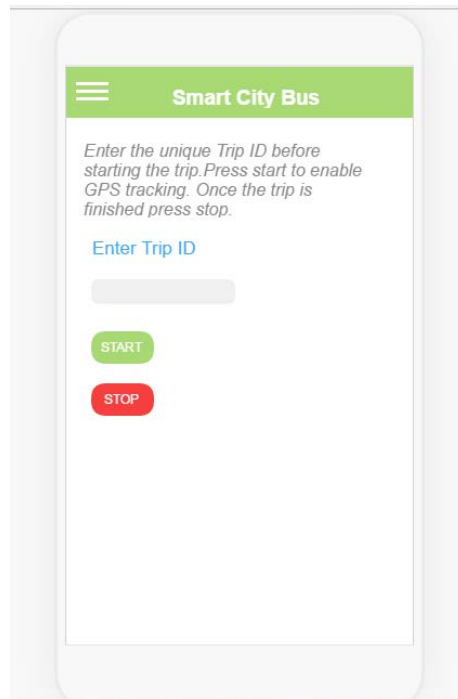 Smart City Bus
Enter the unique Trip ID before
starting the trip.Press start to enable
GPS tracking. Once the trip is
finished press stop.
Enter Trip ID
START
STOP